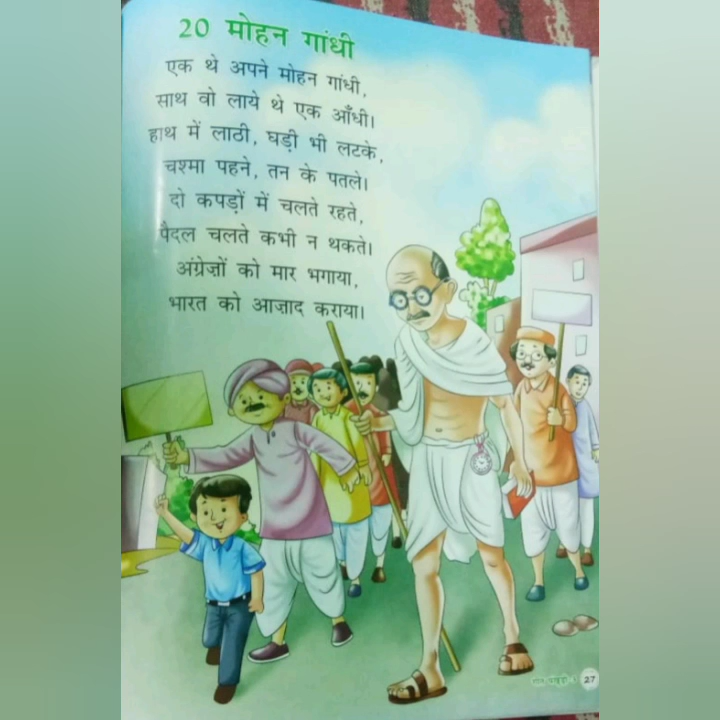 20 मोहन गांधी
एक थे अपने मोहन गांधी,
साथ वो लाये थे एक आँधी।
हाथ में लाठी, घड़ी भी लटके,
चश्मा पहने, तन के पतले।
दो कपड़ों में चलते रहते,
पैदल चलते कभी न थकते।
अंग्रेज़ों को मार भगाया,
भारत को आज़ाद कराया।
27